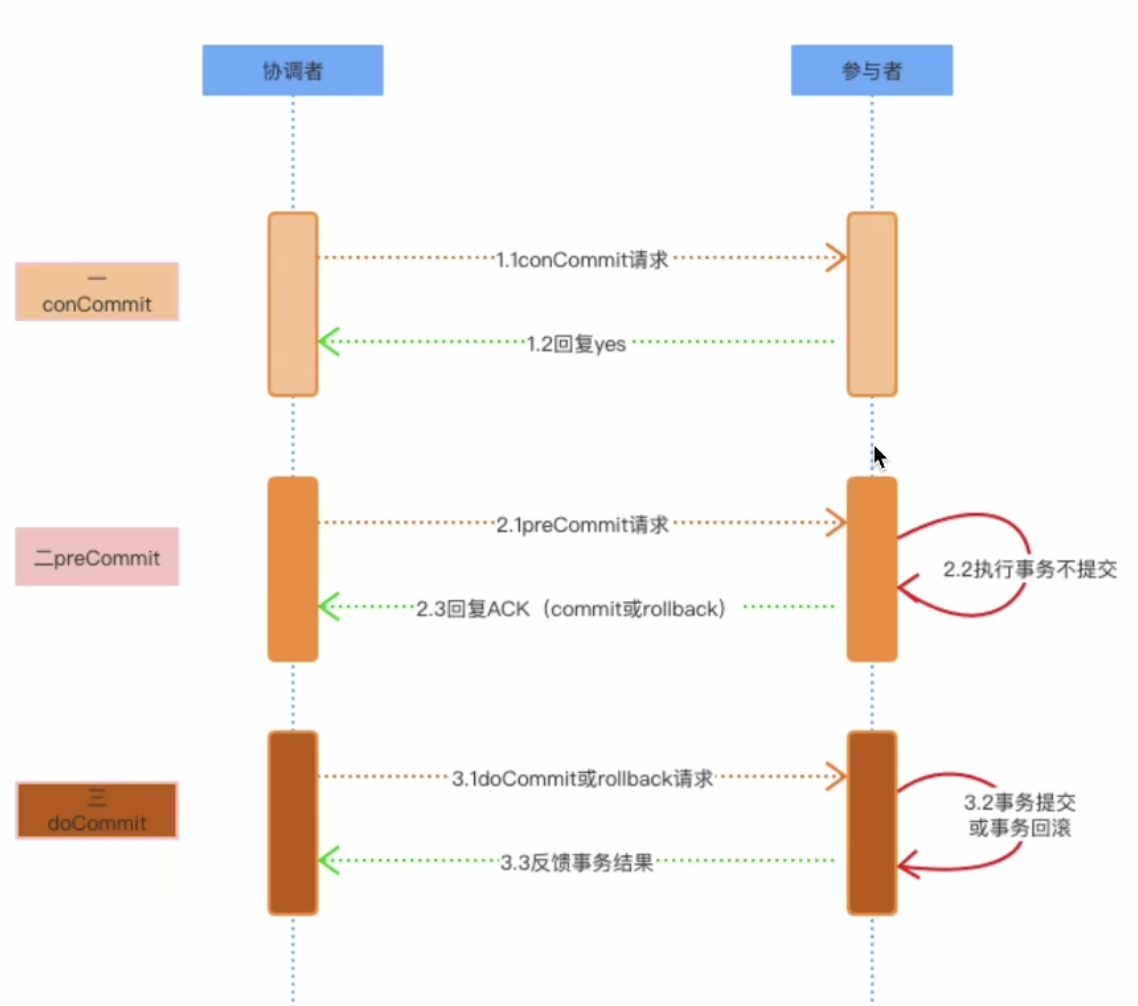 协调者
参与者
一
conCommit
1.1conCommit请求
1.2回复yes
二preCommit
2.1preCommit请求
2.2执行事务不提交
2.3回复ACK（commit或rollback）
三
doCommit
3.1doCommit或rollback请求
3.2事务提交
或事务回滚
3.3反馈事务结果